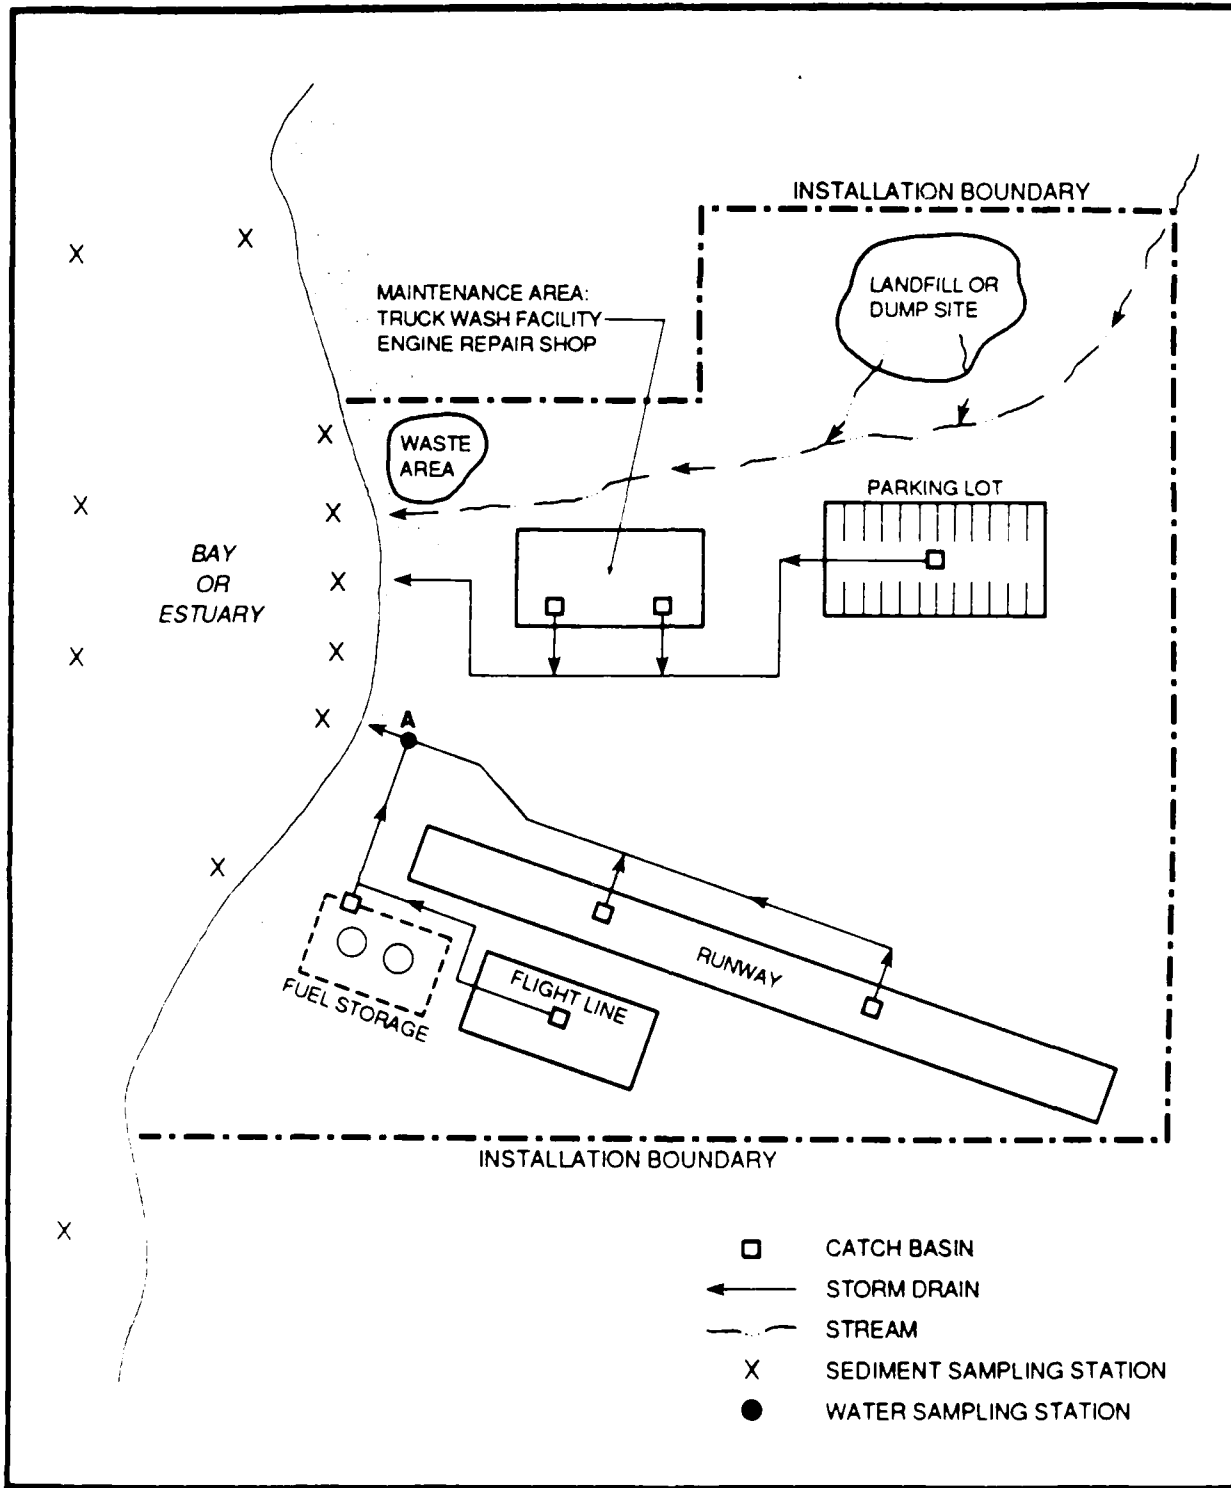 INSTALLATION BOUNDARY
LANDFILL OR
DUMP SITE
MAINTENANCE AREA:
TRUCK WASH FACILITY
ENGINE REPAIR SHOP
WASTE
AREA
PARKING LOT
BAY
OR
ESTUARY
A
RUNWAY
FLIGHT LINE
FUEL STORAGE
INSTALLATION BOUNDARY
CATCH BASIN
STORM DRAIN
STREAM
X SEDIMENT SAMPLING STATION
WATER SAMPLING STATION